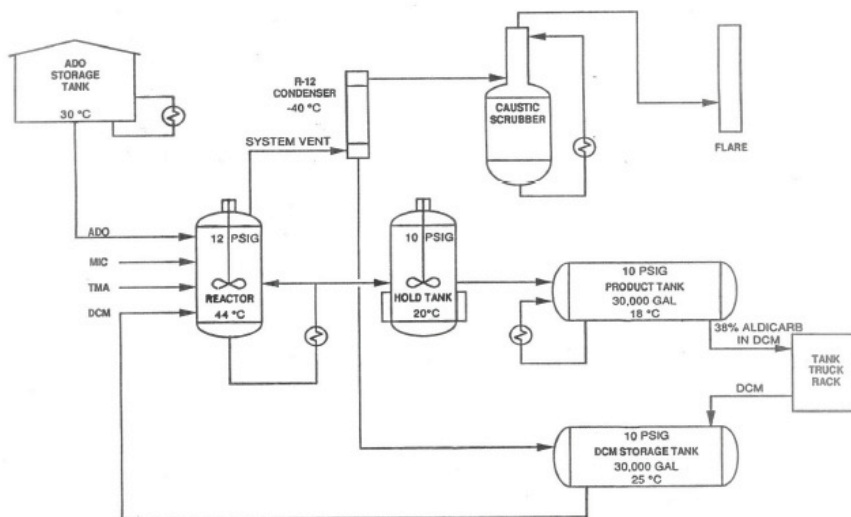 ADO
STORAGE
TANK
30 °C
R-12
CONDENSER
-40 °C
SYSTEM VENT
CAUSTIC
SCRUBBER
FLARE
ADO
MIC
TMA
DCM
12 PSIG
REACTOR
44 °C
10 PSIG
HOLD TANK
20°C
10 PSIG
PRODUCT TANK
30,000 GAL
18 °C
38% ALDICARB
IN DCM
TANK
TRUCK
RACK
DCM
10 PSIG
DCM STORAGE TANK
30,000 GAL
25 °C